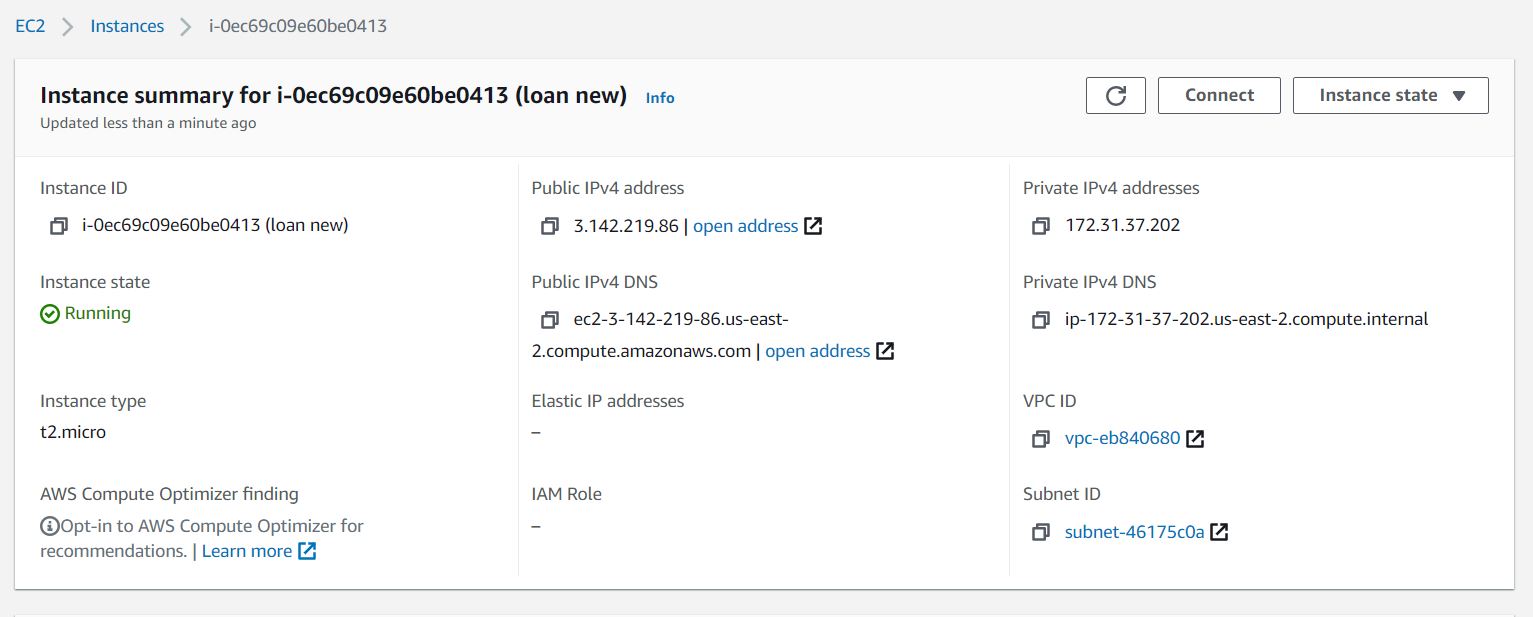 EC2 > Instances > i-0ec69c09e60be0413
Instance summary for i-0ec69c09e60be0413 (loan new) Info
Updated less than a minute ago
Connect
Instance state
Instance ID
i-0ec69c09e60be0413 (loan new)
Public IPv4 address
3.142.219.86 | open address
Private IPv4 addresses
172.31.37.202
Instance state
Running
Public IPv4 DNS
ec2-3-142-219-86.us-east-
2.compute.amazonaws.com | open address
Private IPv4 DNS
ip-172-31-37-202.us-east-2.compute.internal
Instance type
t2.micro
Elastic IP addresses
–
VPC ID
vpc-eb840680
AWS Compute Optimizer finding
Opt-in to AWS Compute Optimizer for
recommendations. | Learn more
IAM Role
–
Subnet ID
subnet-46175c0a